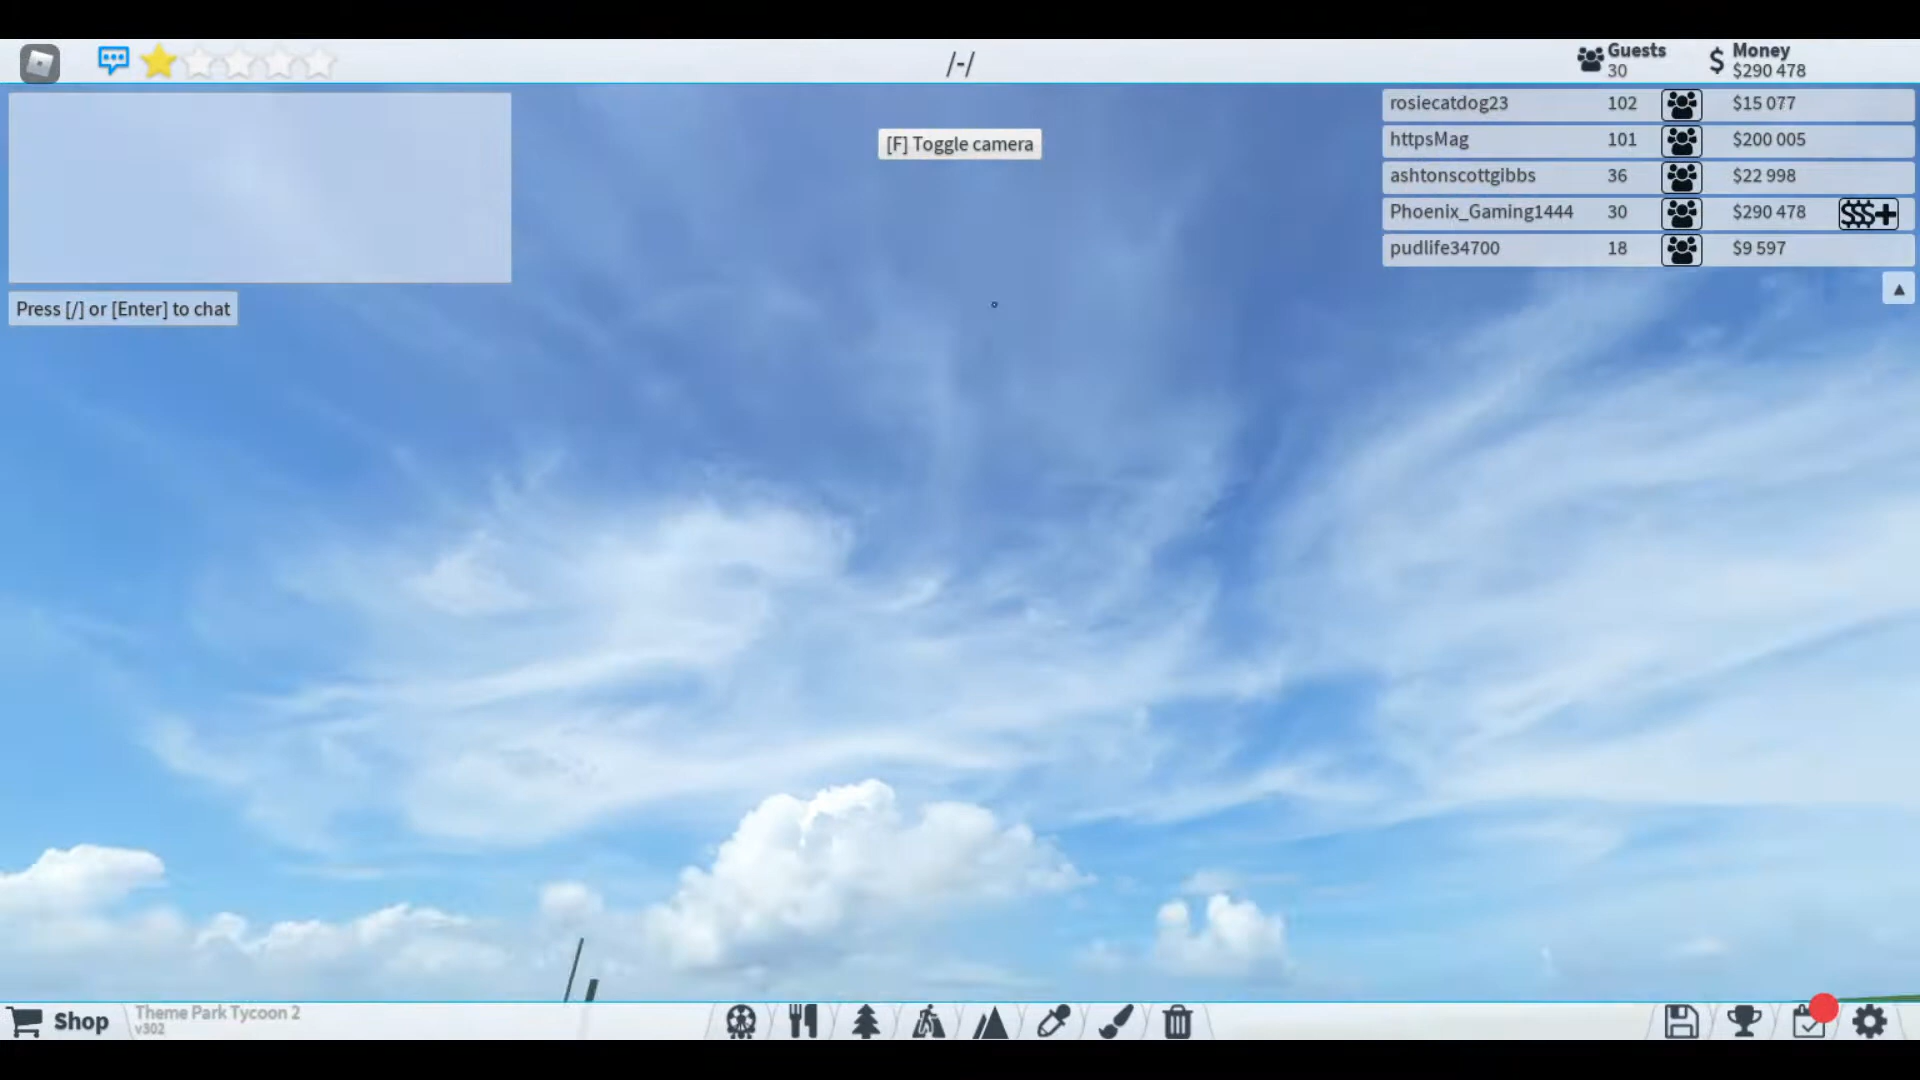 /-/
Guests
30
$ Money
$290 478
rosiecatdog23 102 $15 077
httpsMag 101 $200 005
ashtonscottgibbs 36 $22 998
Phoenix_Gaming1444 30 $290 478 $$$+
pudlife34700 18 $9 597
▲
[F] Toggle camera
Press [/] or [Enter] to chat
Shop
Theme Park Tycoon 2
v302